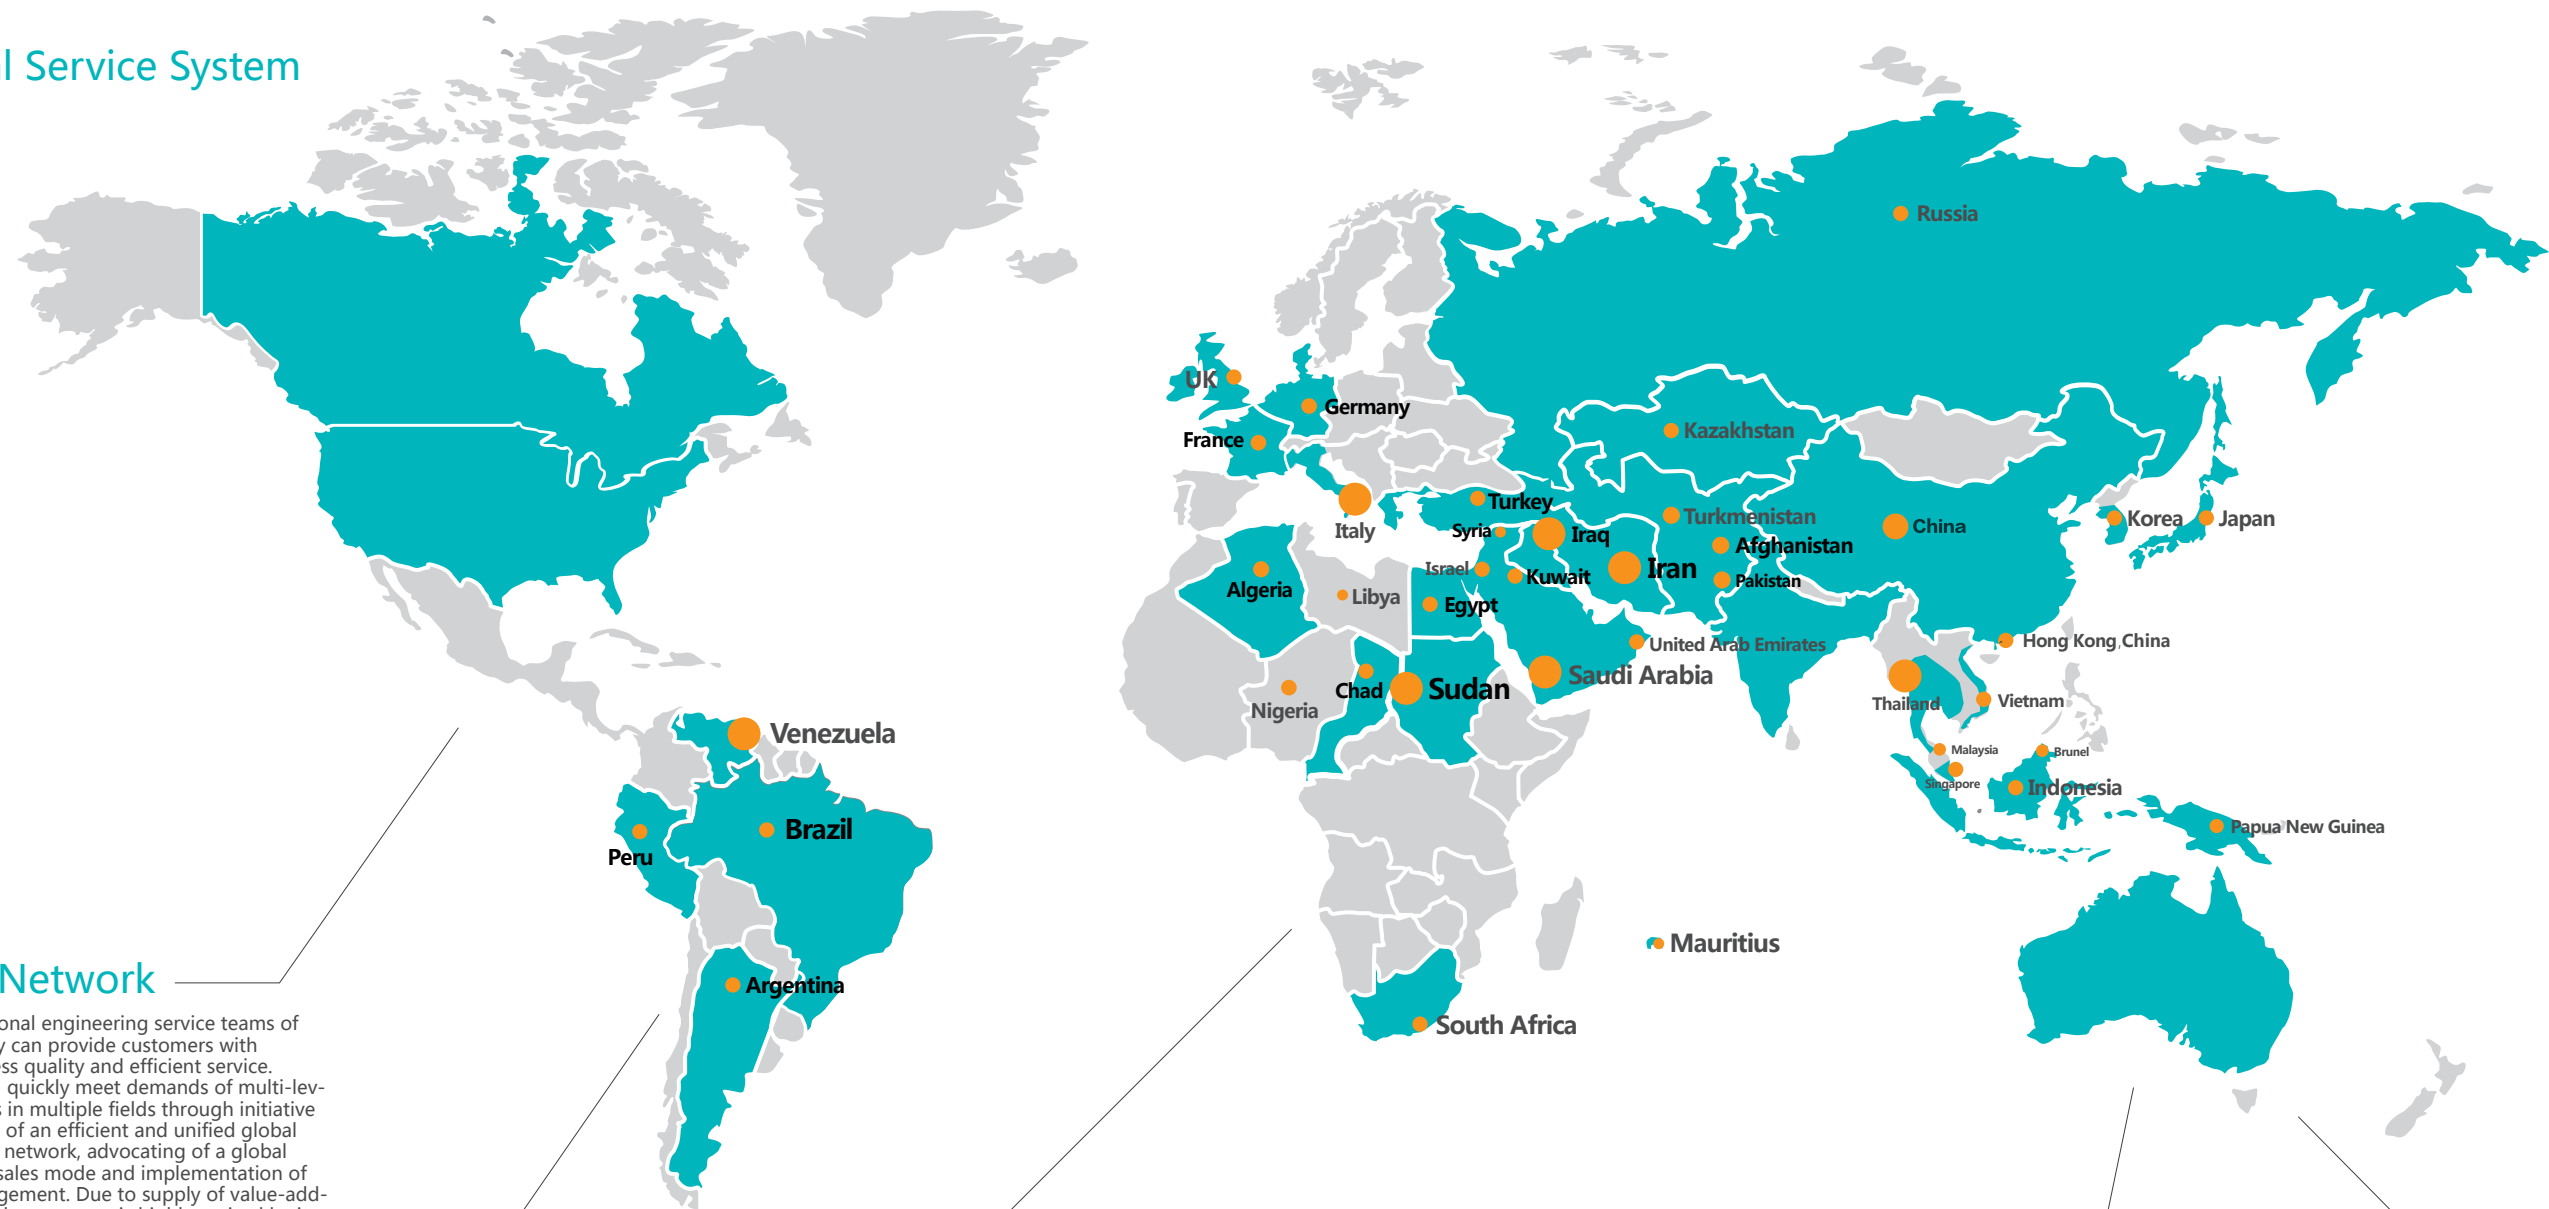 l Service System
Russia
UK
Germany
France
Kazakhstan
Italy
Turkey
Syria
Iraq
Turkmenistan
China
Korea
Japan
Afghanistan
Israel
Kuwait
Iran
Pakistan
Algeria
Libya
Egypt
United Arab Emirates
Hong Kong,China
Saudi Arabia
Chad
Sudan
Nigeria
Thailand
Vietnam
Venezuela
Malaysia
Brunel
Singapore
Indonesia
Brazil
Peru
Papua New Guinea
Mauritius
Argentina
South Africa
Network
onal engineering service teams of
y can provide customers with
ess quality and efficient service.
quickly meet demands of multi-lev-
s in multiple fields through initiative
of an efficient and unified global
network, advocating of a global
sales mode and implementation of
gement. Due to supply of value-add-